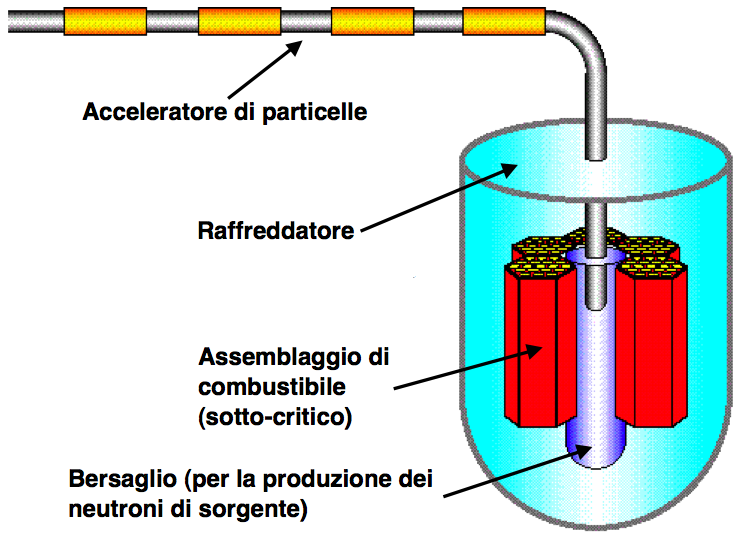 Acceleratore di particelle
Raffreddatore
Assemblaggio di
combustibile
(sotto-critico)
Bersaglio (per la produzione dei
neutroni di sorgente)